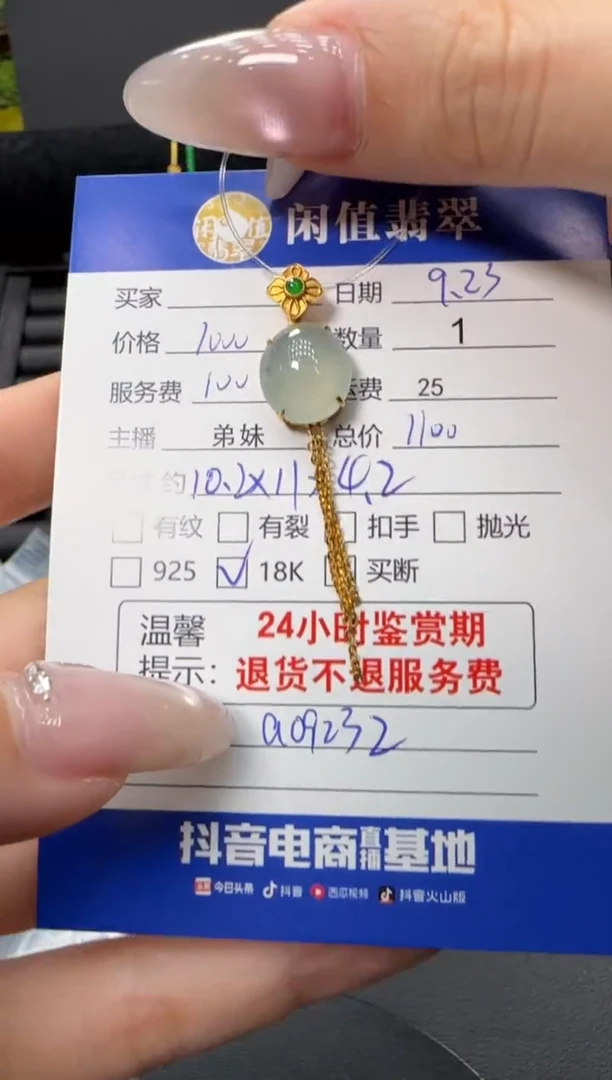 闲值翡翠
买家 日期 9.23
价格 1000 数量 1
服务费 100 运费 25
主播 弟妹 总价 1100
约 10.2×11×4.2
有纹 有裂 扣手 抛光
925 18K 买断
温馨 24小时鉴赏期
提示: 退货不退服务费
a09232
抖音电商直播基地
今日头条 抖音 西瓜视频 抖音火山版